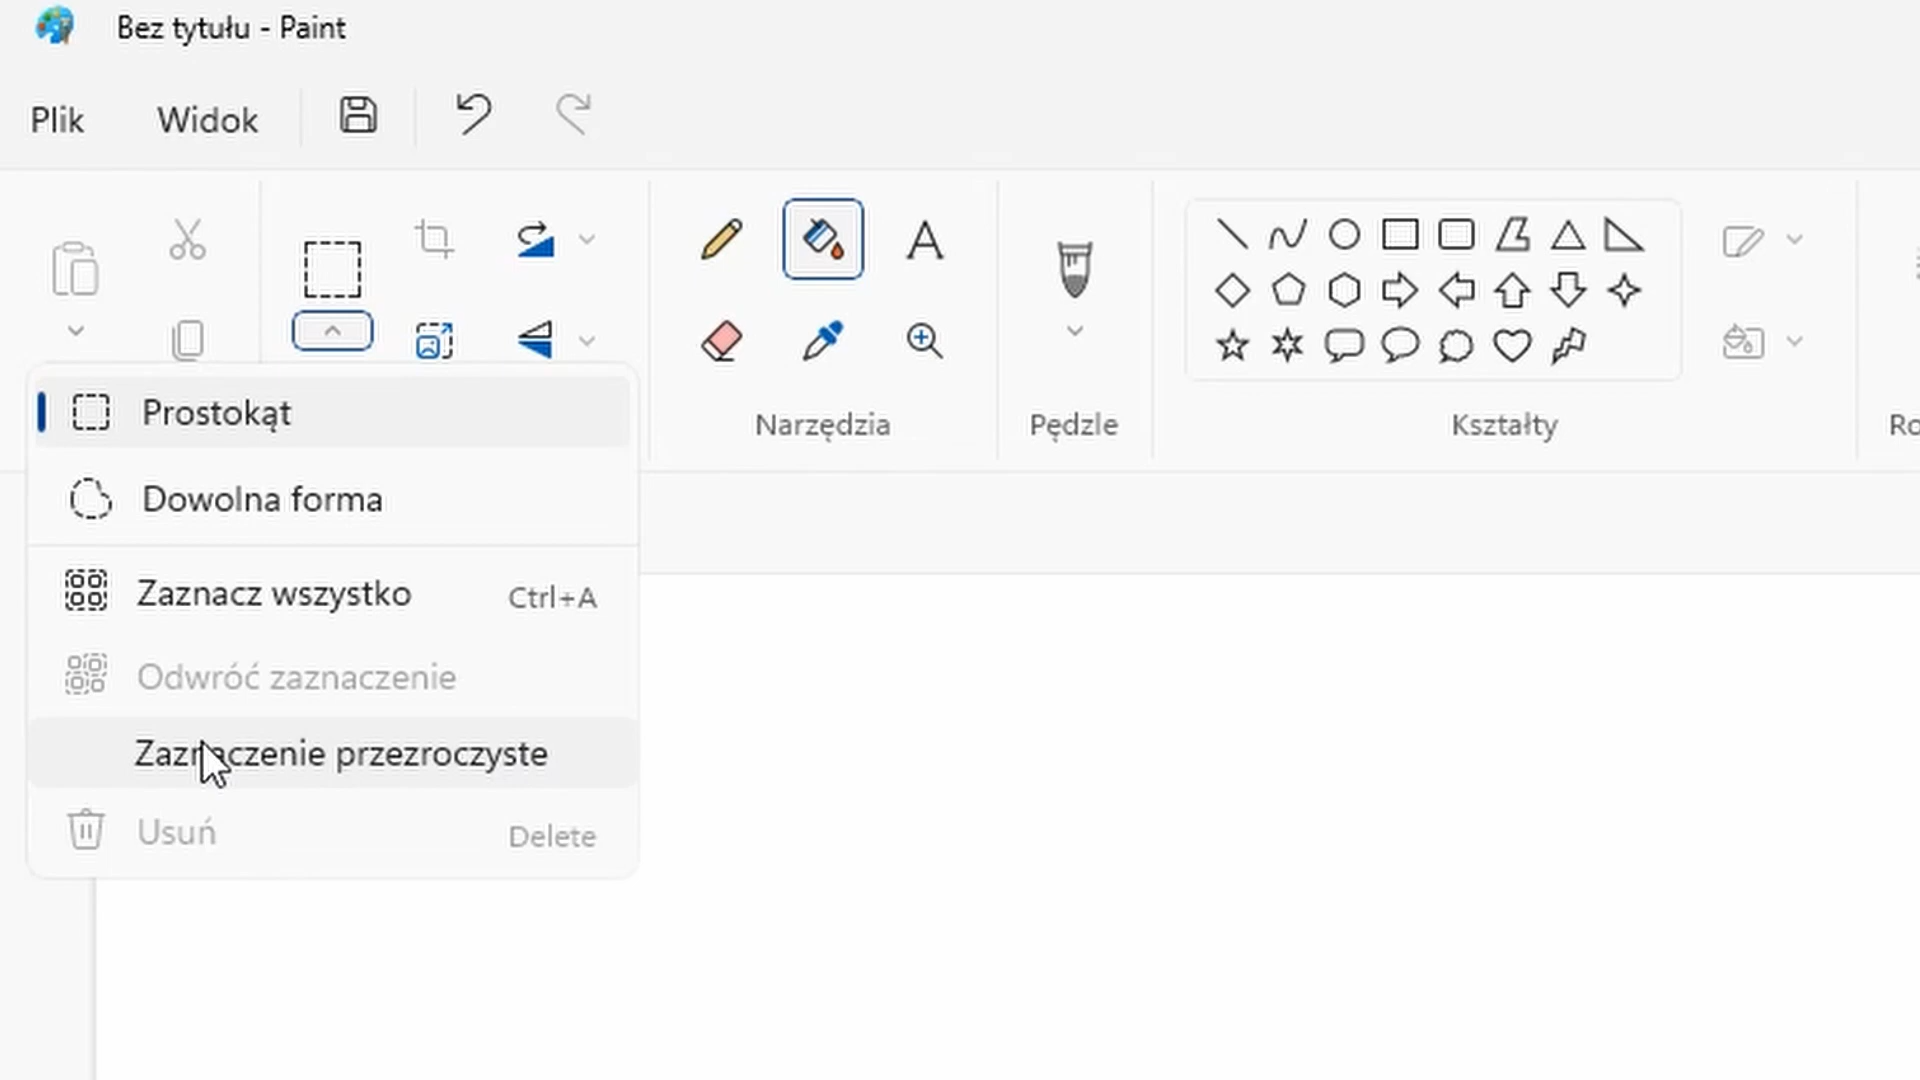 Bez tytułu - Paint
Plik Widok
Narzędzia Pędzle Kształty
Prostokąt
Dowolna forma
Zaznacz wszystko Ctrl+A
Odwróć zaznaczenie
Zaznaczenie przezroczyste
Usuń Delete